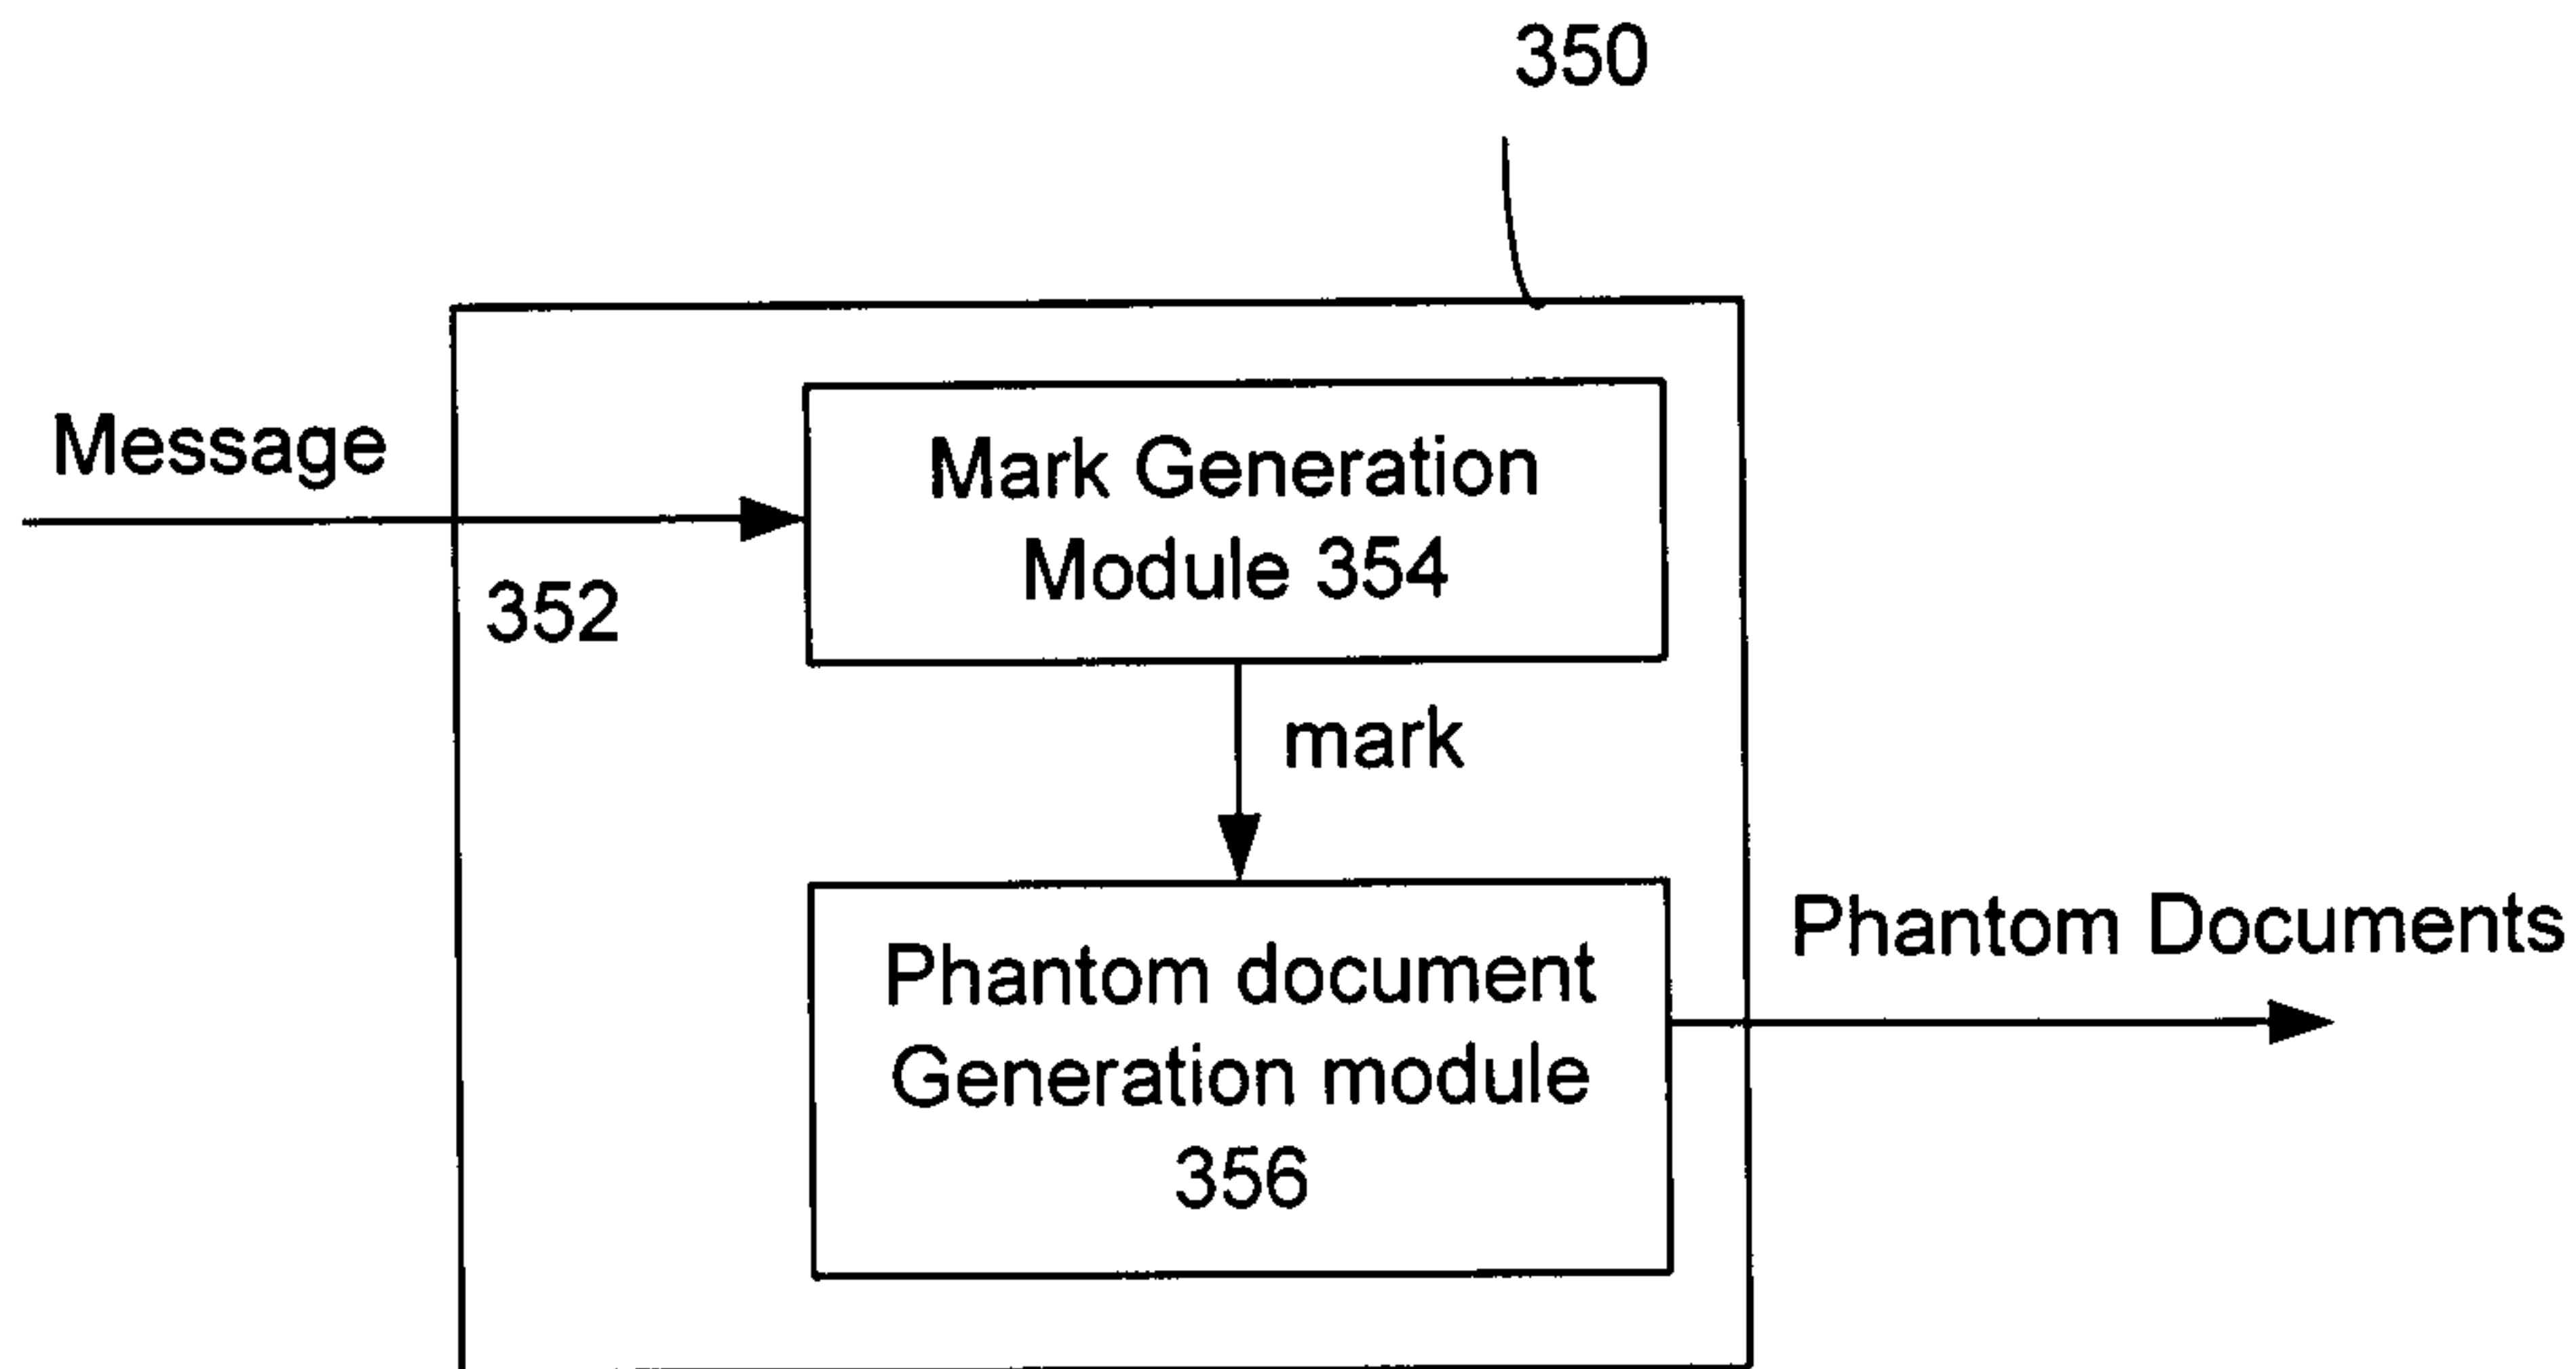 350
Message
352
Mark Generation
Module 354
mark
Phantom document
Generation module
356
Phantom Documents